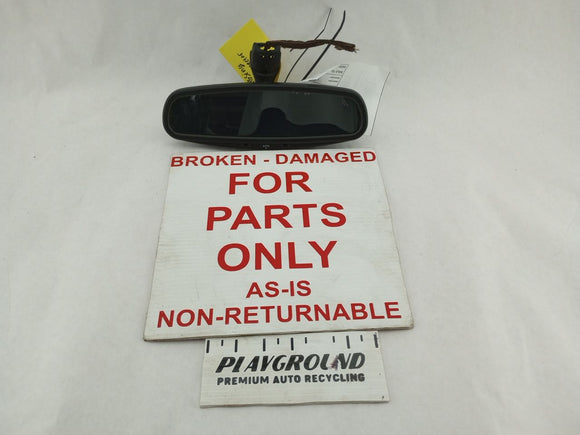 BROKEN - DAMAGED
FOR
PARTS
ONLY
AS-IS
NON-RETURNABLE
PLAYGROUND
PREMIUM AUTO RECYCLING